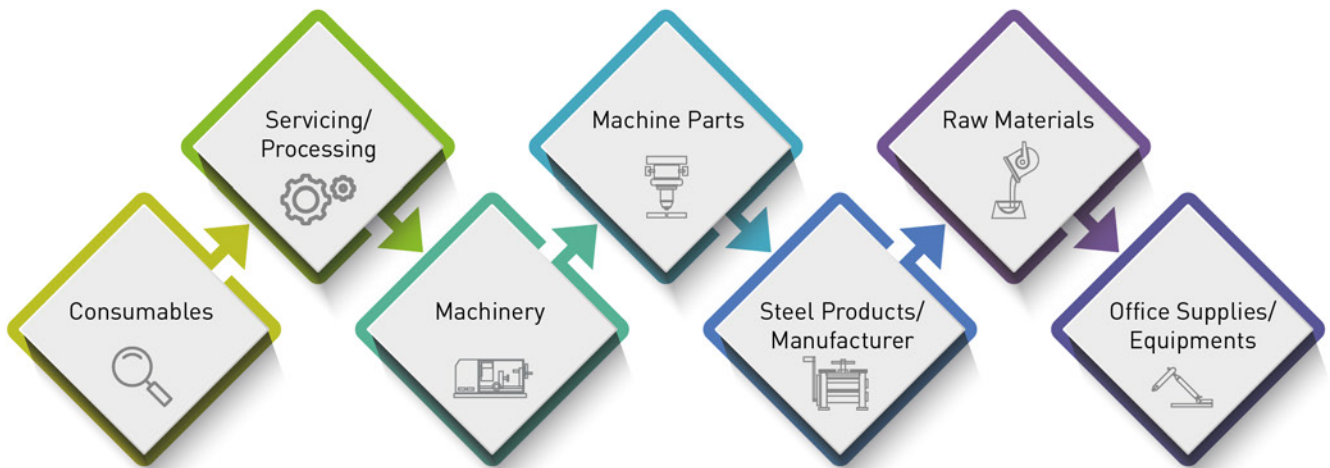 Consumables
Servicing/
Processing
Machinery
Machine Parts
Steel Products/
Manufacturer
Raw Materials
Office Supplies/
Equipments